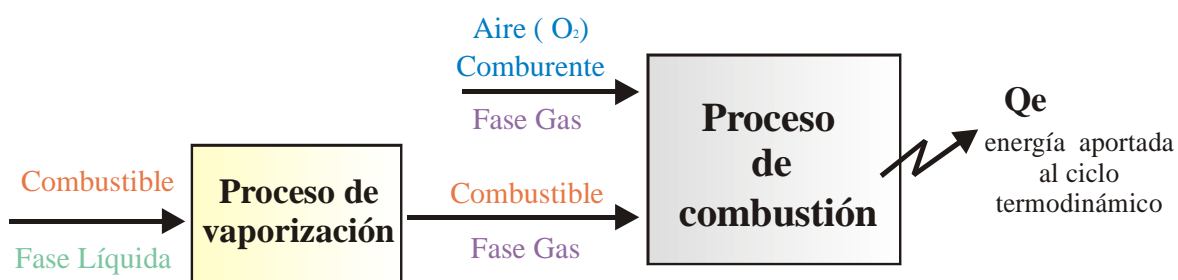 Aire ( O₂)
Comburente
Fase Gas
Combustible
Fase Líquida
Proceso de
vaporización
Combustible
Fase Gas
Proceso
de
combustión
Qe
energía aportada
al ciclo
termodinámico